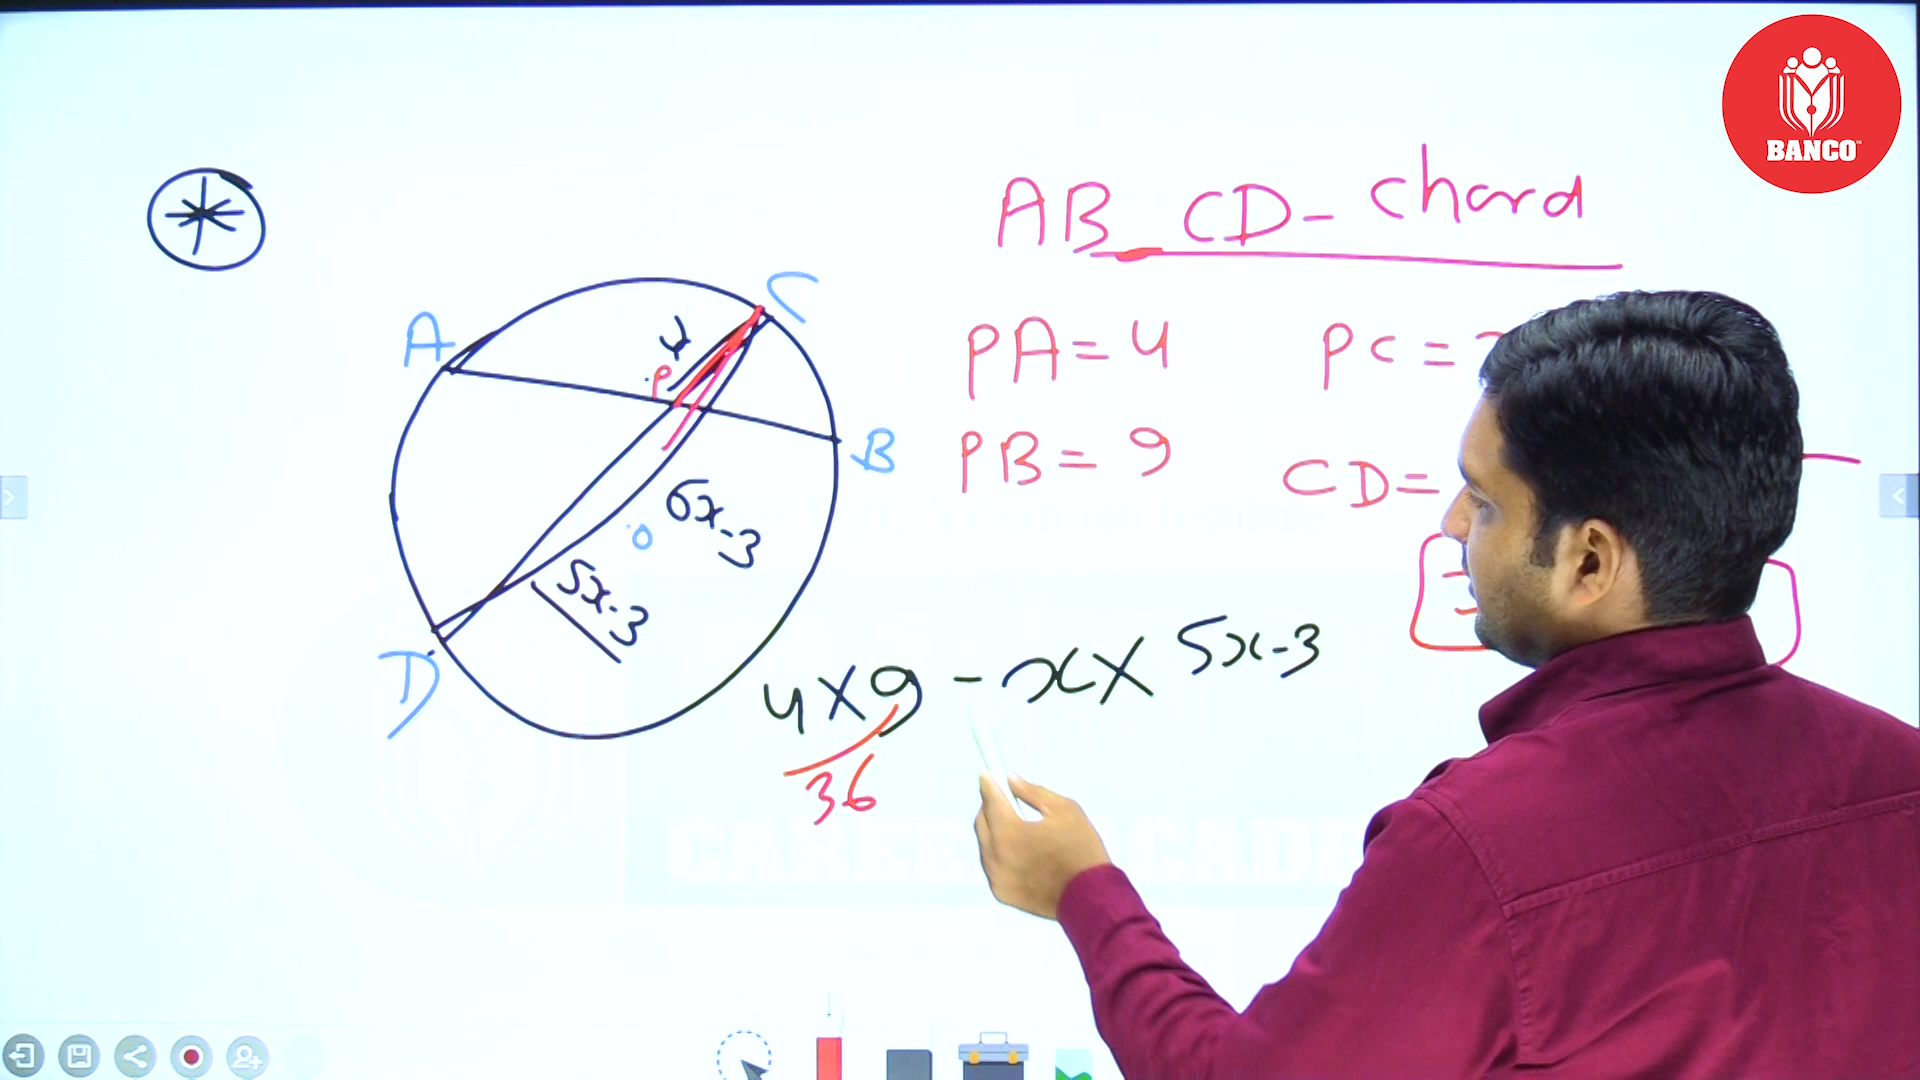 BANCO
AB CD - chord
A
C
x
P
B
D
O
6x-3
5x-3
PA = 4
PC =
PB = 9
CD =
4 X 9 - x X 5x-3
36